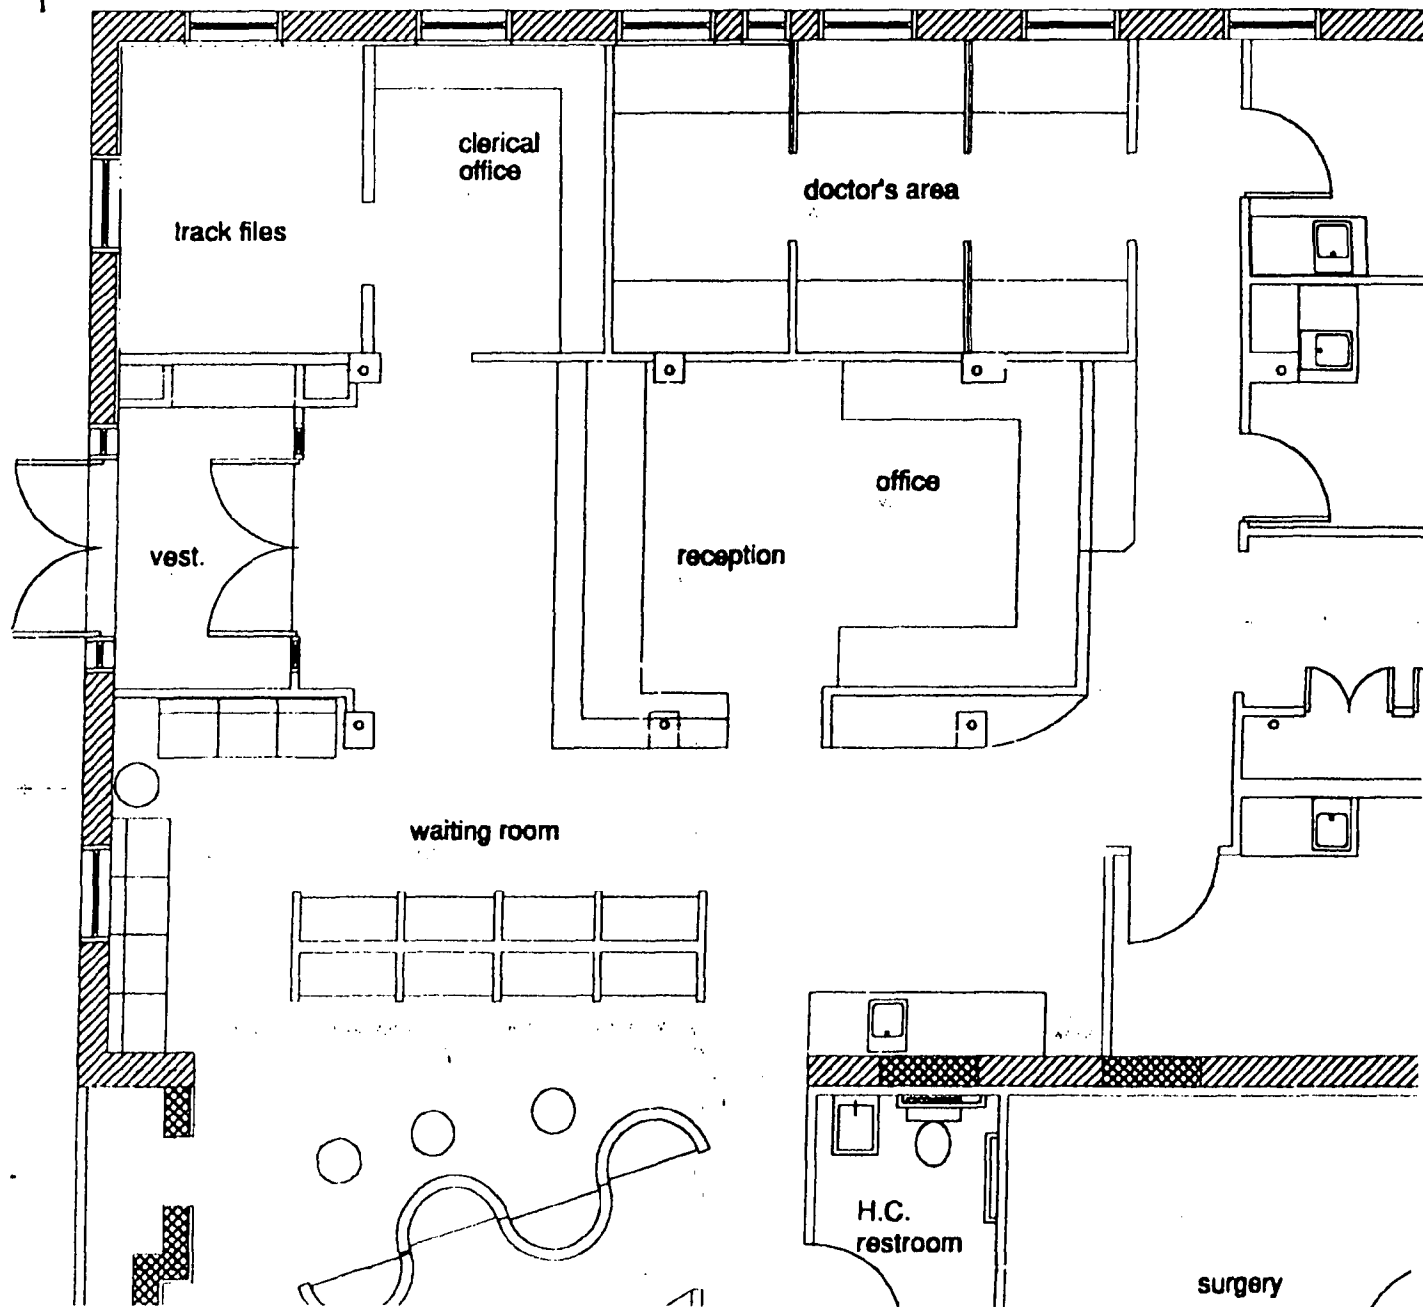 clerical
office
doctor's area
track files
office
vest.
reception
waiting room
H.C.
restroom
surgery